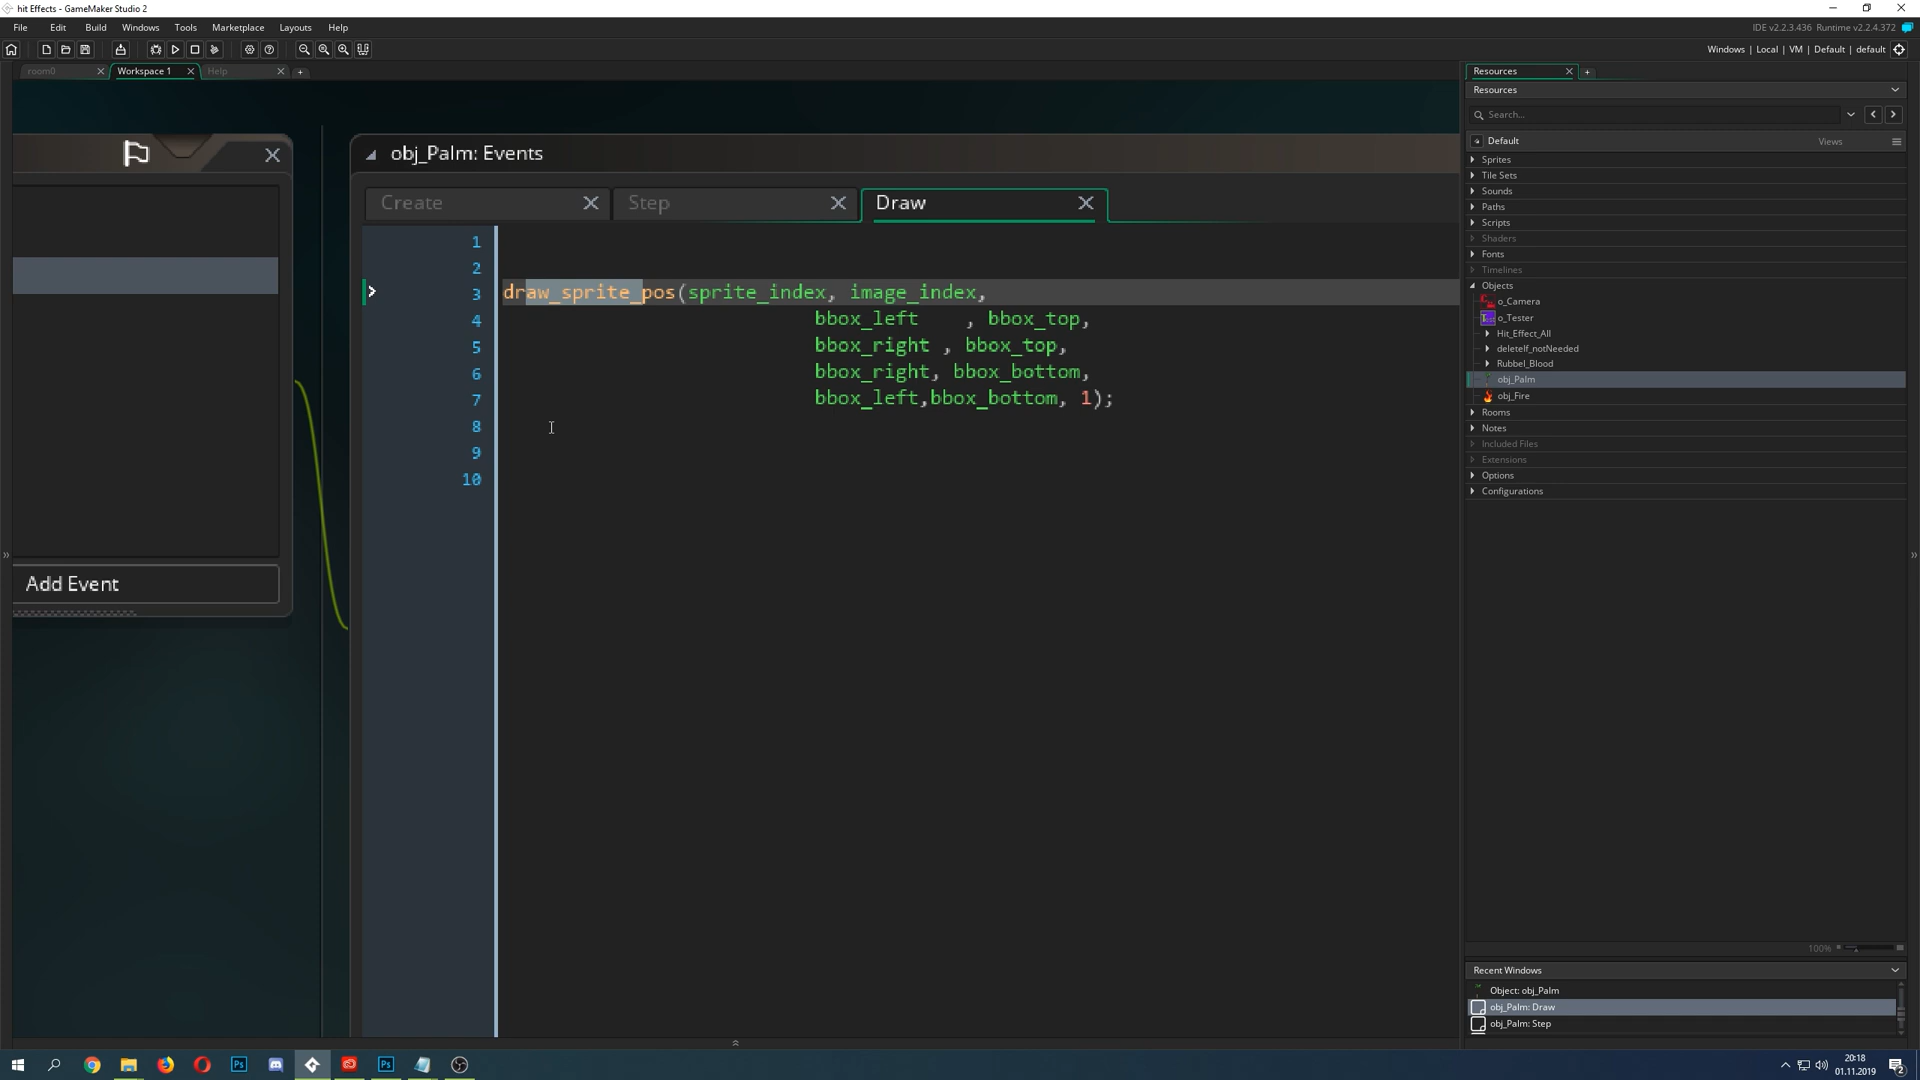 hit Effects - GameMaker Studio 2
File Edit Build Windows Tools Marketplace Layouts Help
IDE v2.2.3.436 Runtime v2.2.4.372
Windows | Local | VM | Default | default
room0 Workspace 1 Help
Resources
Resources
Search...
Default Views
Sprites
Tile Sets
Sounds
Paths
Scripts
Shaders
Fonts
Timelines
Objects
o_Camera
o_Tester
Hit_Effect_All
deleteIf_notNeeded
Rubbel_Blood
obj_Palm
obj_Fire
Rooms
Notes
Included Files
Extensions
Options
Configurations
100%
Recent Windows
Object: obj_Palm
obj_Palm: Draw
obj_Palm: Step
Add Event
obj_Palm: Events
Create Step Draw
1
2
3 draw_sprite_pos(sprite_index, image_index,
4 bbox_left , bbox_top,
5 bbox_right , bbox_top,
6 bbox_right, bbox_bottom,
7 bbox_left,bbox_bottom, 1);
8
9
10
20:18
01.11.2019